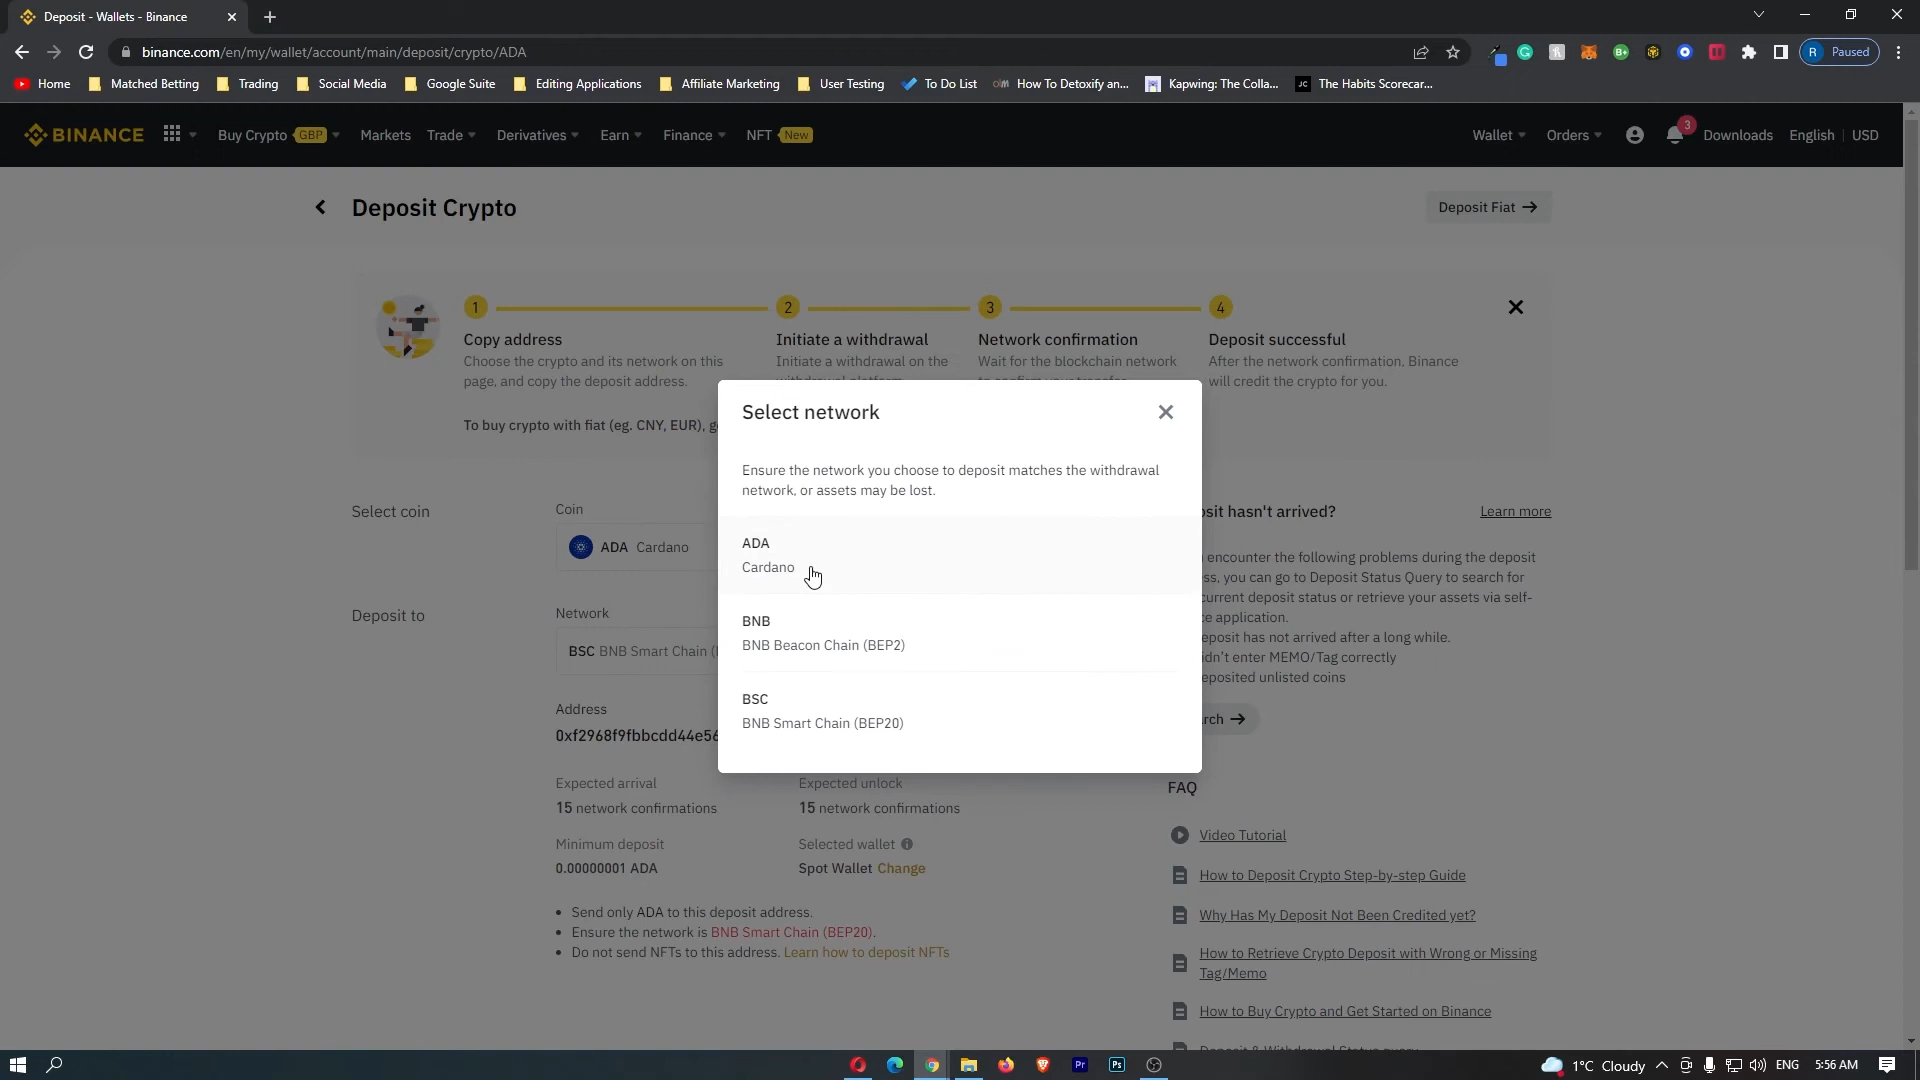 Deposit - Wallets - Binance
binance.com/en/my/wallet/account/main/deposit/crypto/ADA
R Paused
Home Matched Betting Trading Social Media Google Suite Editing Applications Affiliate Marketing User Testing To Do List How To Detoxify an... Kapwing: The Colla... JC The Habits Scorecar...
BINANCE Buy Crypto GBP Markets Trade Derivatives Earn Finance NFT New Wallet Orders 3 Downloads English USD
Deposit Crypto
Deposit Fiat
1 2 3 4
Copy address Initiate a withdrawal Network confirmation Deposit successful
Choose the crypto and its network on this Initiate a withdrawal on the Wait for the blockchain network After the network confirmation, Binance
page, and copy the deposit address. will credit the crypto for you.
To buy crypto with fiat (eg. CNY, EUR),
Select network
Ensure the network you choose to deposit matches the withdrawal
network, or assets may be lost.
ADA
Cardano
BNB
BNB Beacon Chain (BEP2)
BSC
BNB Smart Chain (BEP20)
Select coin
Coin
ADA Cardano
Deposit to
Network
BSC BNB Smart Chain
Address
0xf2968f9fbbcdd44e56
Expected arrival
15 network confirmations
Expected unlock
15 network confirmations
Minimum deposit
0.00000001 ADA
Selected wallet
Spot Wallet Change
• Send only ADA to this deposit address.
• Ensure the network is BNB Smart Chain (BEP20).
• Do not send NFTs to this address. Learn how to deposit NFTs
sit hasn't arrived?
Learn more
encounter the following problems during the deposit
ss, you can go to Deposit Status Query to search for
current deposit status or retrieve your assets via self-
ce application.
eposit has not arrived after a long while.
dn't enter MEMO/Tag correctly
eposited unlisted coins
rch
FAQ
Video Tutorial
How to Deposit Crypto Step-by-step Guide
Why Has My Deposit Not Been Credited yet?
How to Retrieve Crypto Deposit with Wrong or Missing
Tag/Memo
How to Buy Crypto and Get Started on Binance
1°C Cloudy ENG 5:56 AM